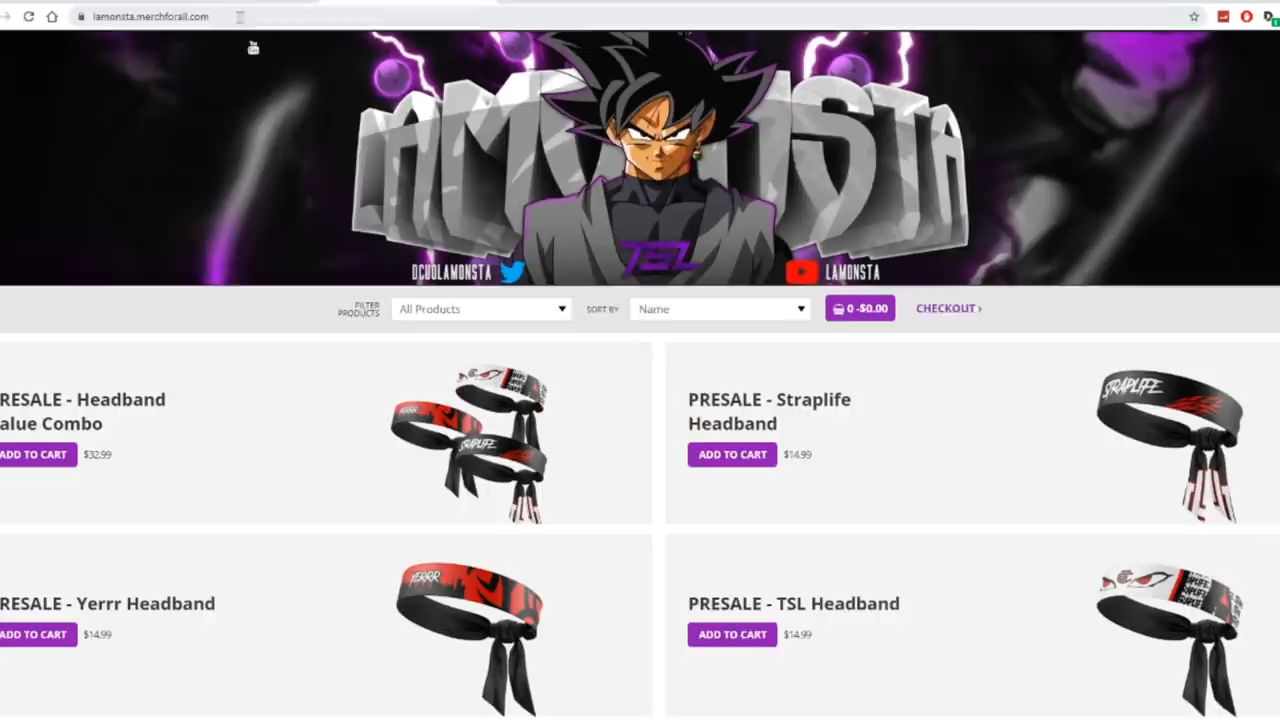 lamonsta.merchforall.com
LAMONSTA
TSL
DCUOLAMONSTA
LAMONSTA
FILTER
PRODUCTS
All Products
SORT BY
Name
0 -$0.00
CHECKOUT ›
RESALE - Headband
alue Combo
ADD TO CART
$32.99
STRAPLIFE
PRESALE - Straplife
Headband
ADD TO CART
$14.99
STRAPLIFE
RESALE - Yerrr Headband
ADD TO CART
$14.99
YERRR
PRESALE - TSL Headband
ADD TO CART
$14.99